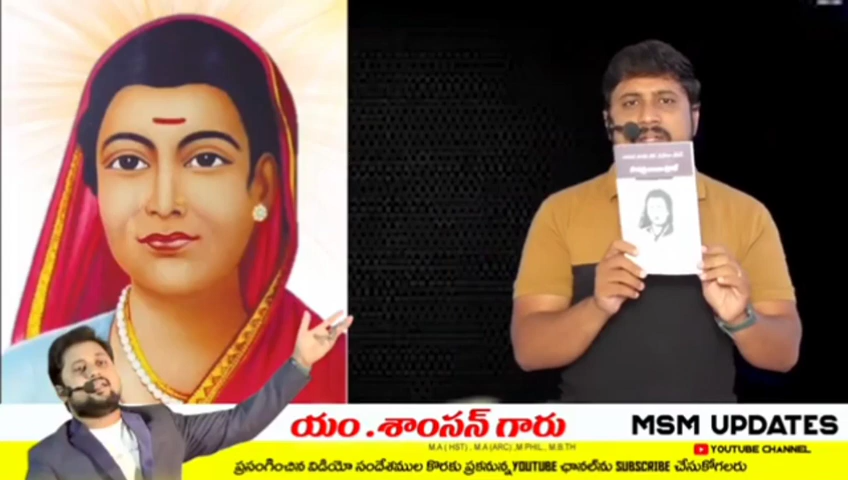 యం .శాంసన్ గారు
MSM UPDATES
M.A ( HST) , M.A (ARC) ,M PHIL , M.B.TH
YOUTUBE CHANNEL
ప్రసంగించిన విడియో సందేశముల కొరకు ప్రకనున్న YOUTUBE ఛానల్‌ను SUBSCRIBE చేసుకోగలరు